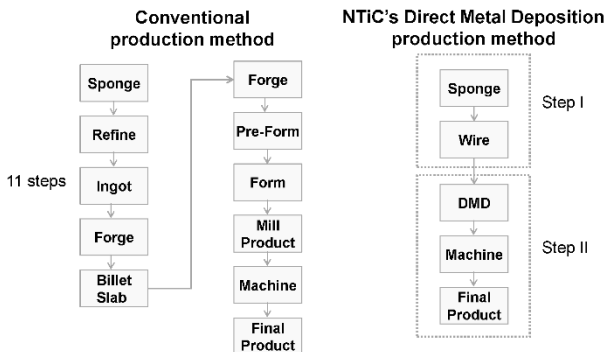 Conventional
production method
NTiC's Direct Metal Deposition
production method
11 steps
Sponge
Refine
Ingot
Forge
Billet
Slab
Forge
Pre-Form
Form
Mill
Product
Machine
Final
Product
Sponge
Wire
Step I
DMD
Machine
Final
Product
Step II